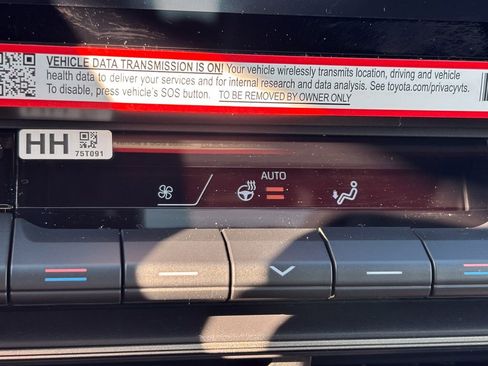 VEHICLE DATA TRANSMISSION IS ON! Your vehicle wirelessly transmits location, driving and vehicle
health data to deliver your services and for internal research and data analysis. See toyota.com/privacyvts.
To disable, press vehicle's SOS button. TO BE REMOVED BY OWNER ONLY
HH
75T091
AUTO